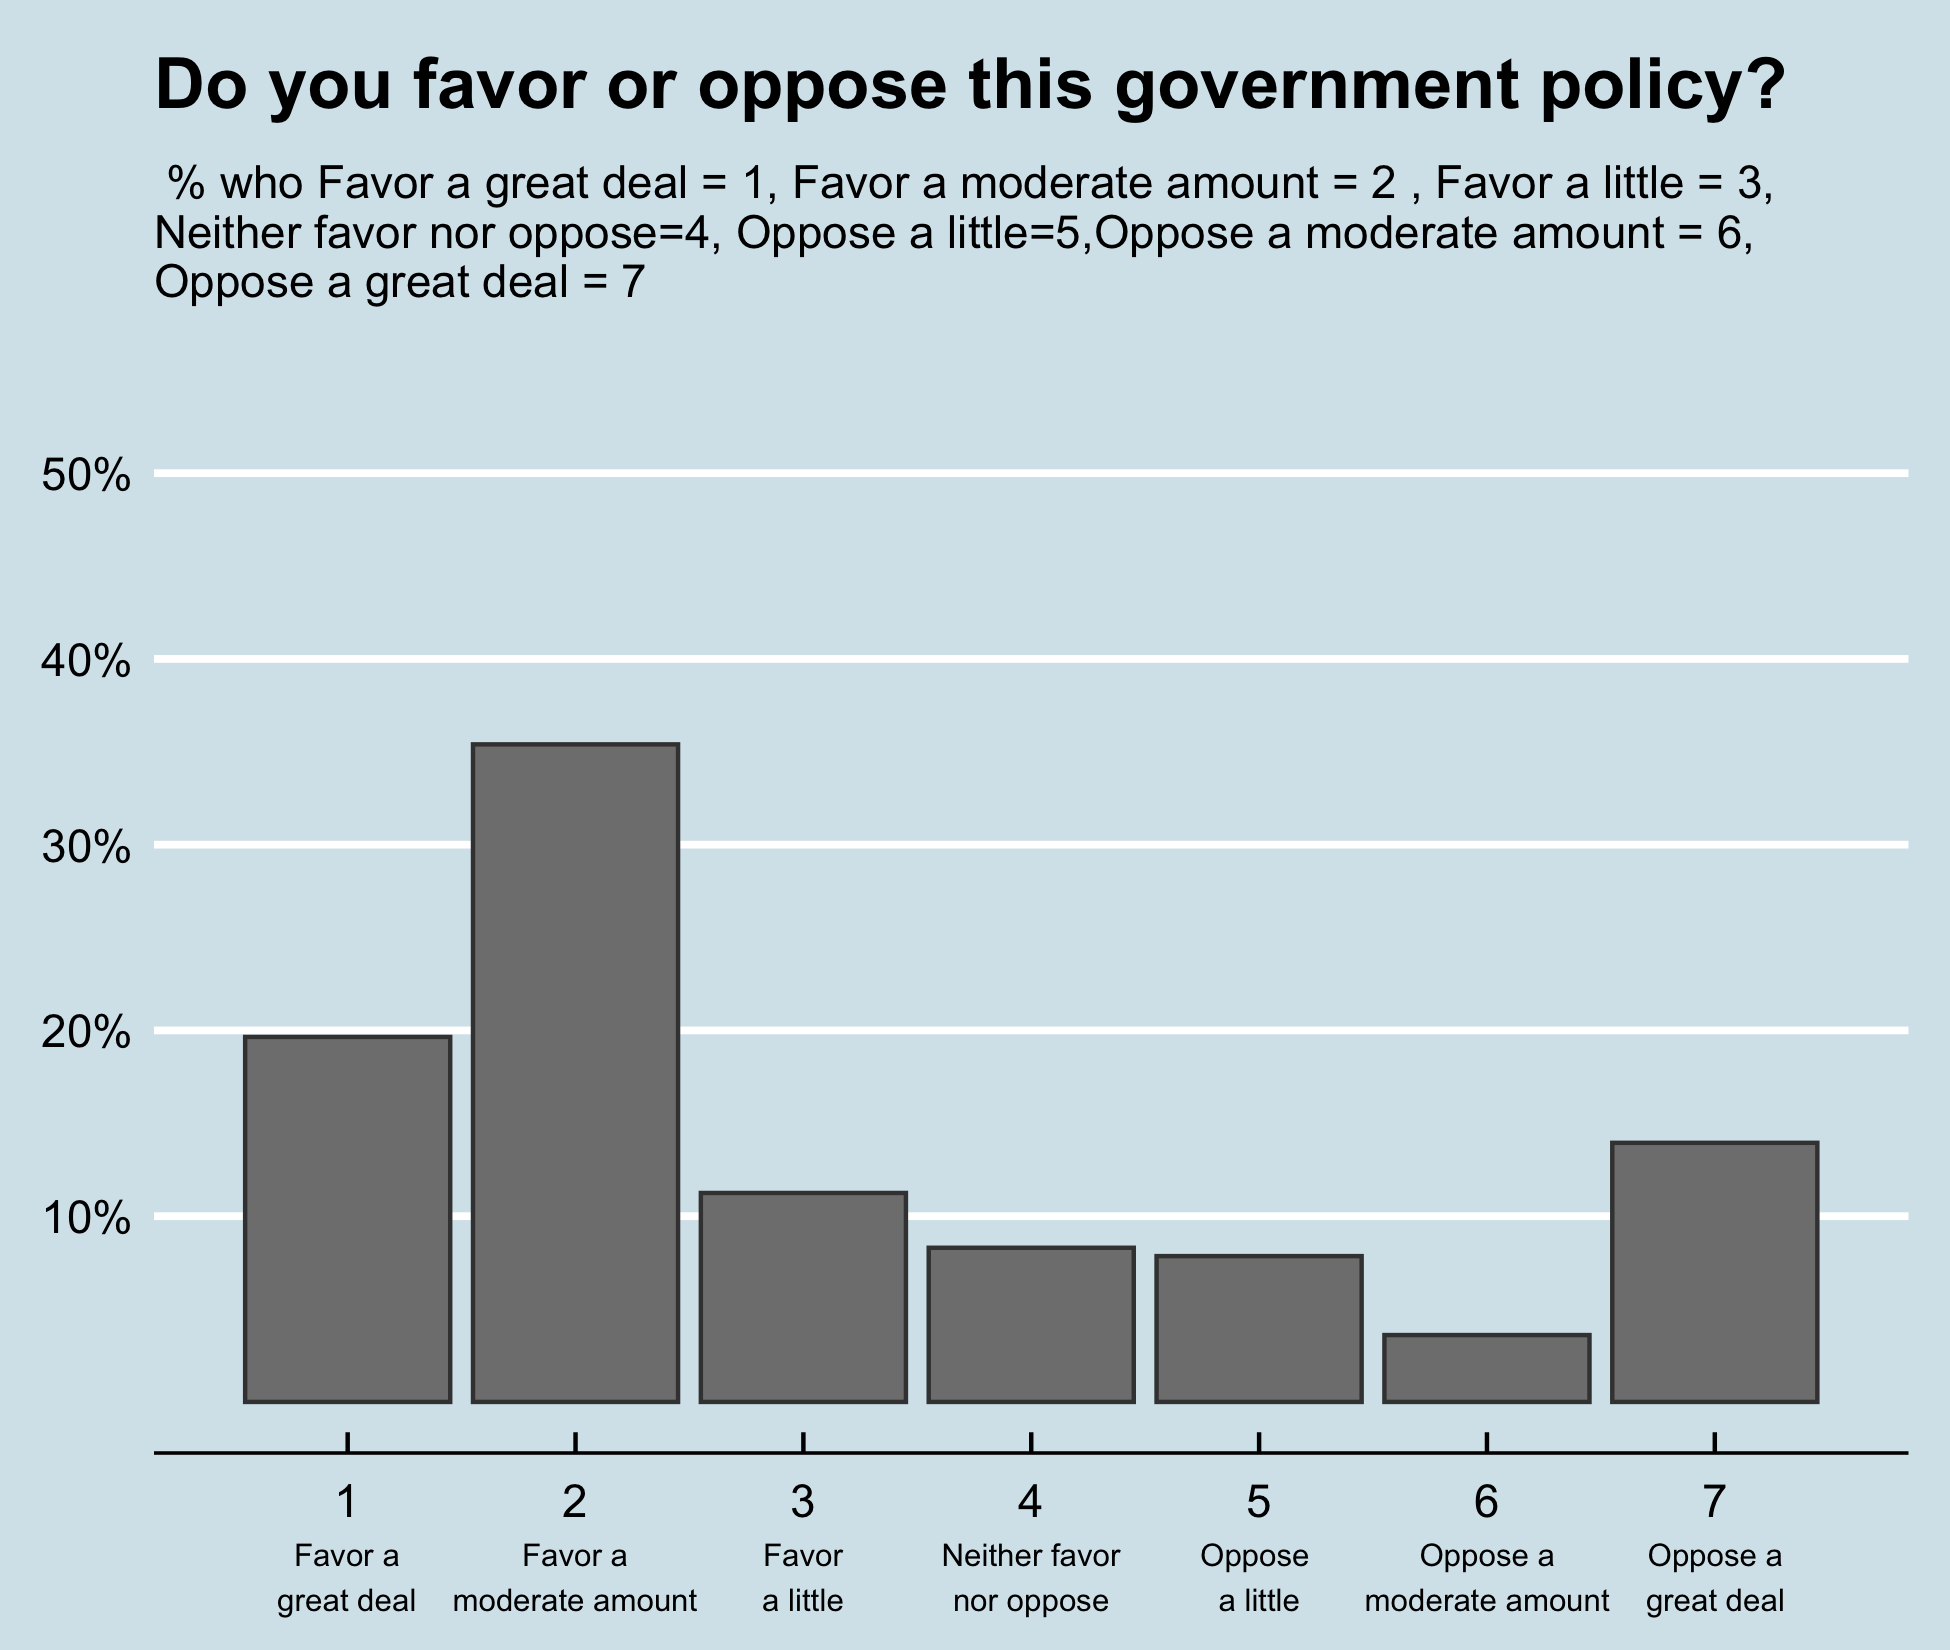 Do you favor or oppose this government policy?
% who Favor a great deal = 1, Favor a moderate amount = 2 , Favor a little = 3,
Neither favor nor oppose=4, Oppose a little=5,Oppose a moderate amount = 6,
Oppose a great deal = 7
50%
40%
30%
20%
10%
1 2 3 4 5 6 7
Favor a Favor a Favor Neither favor Oppose Oppose a Oppose a
great deal moderate amount a little nor oppose a little moderate amount great deal